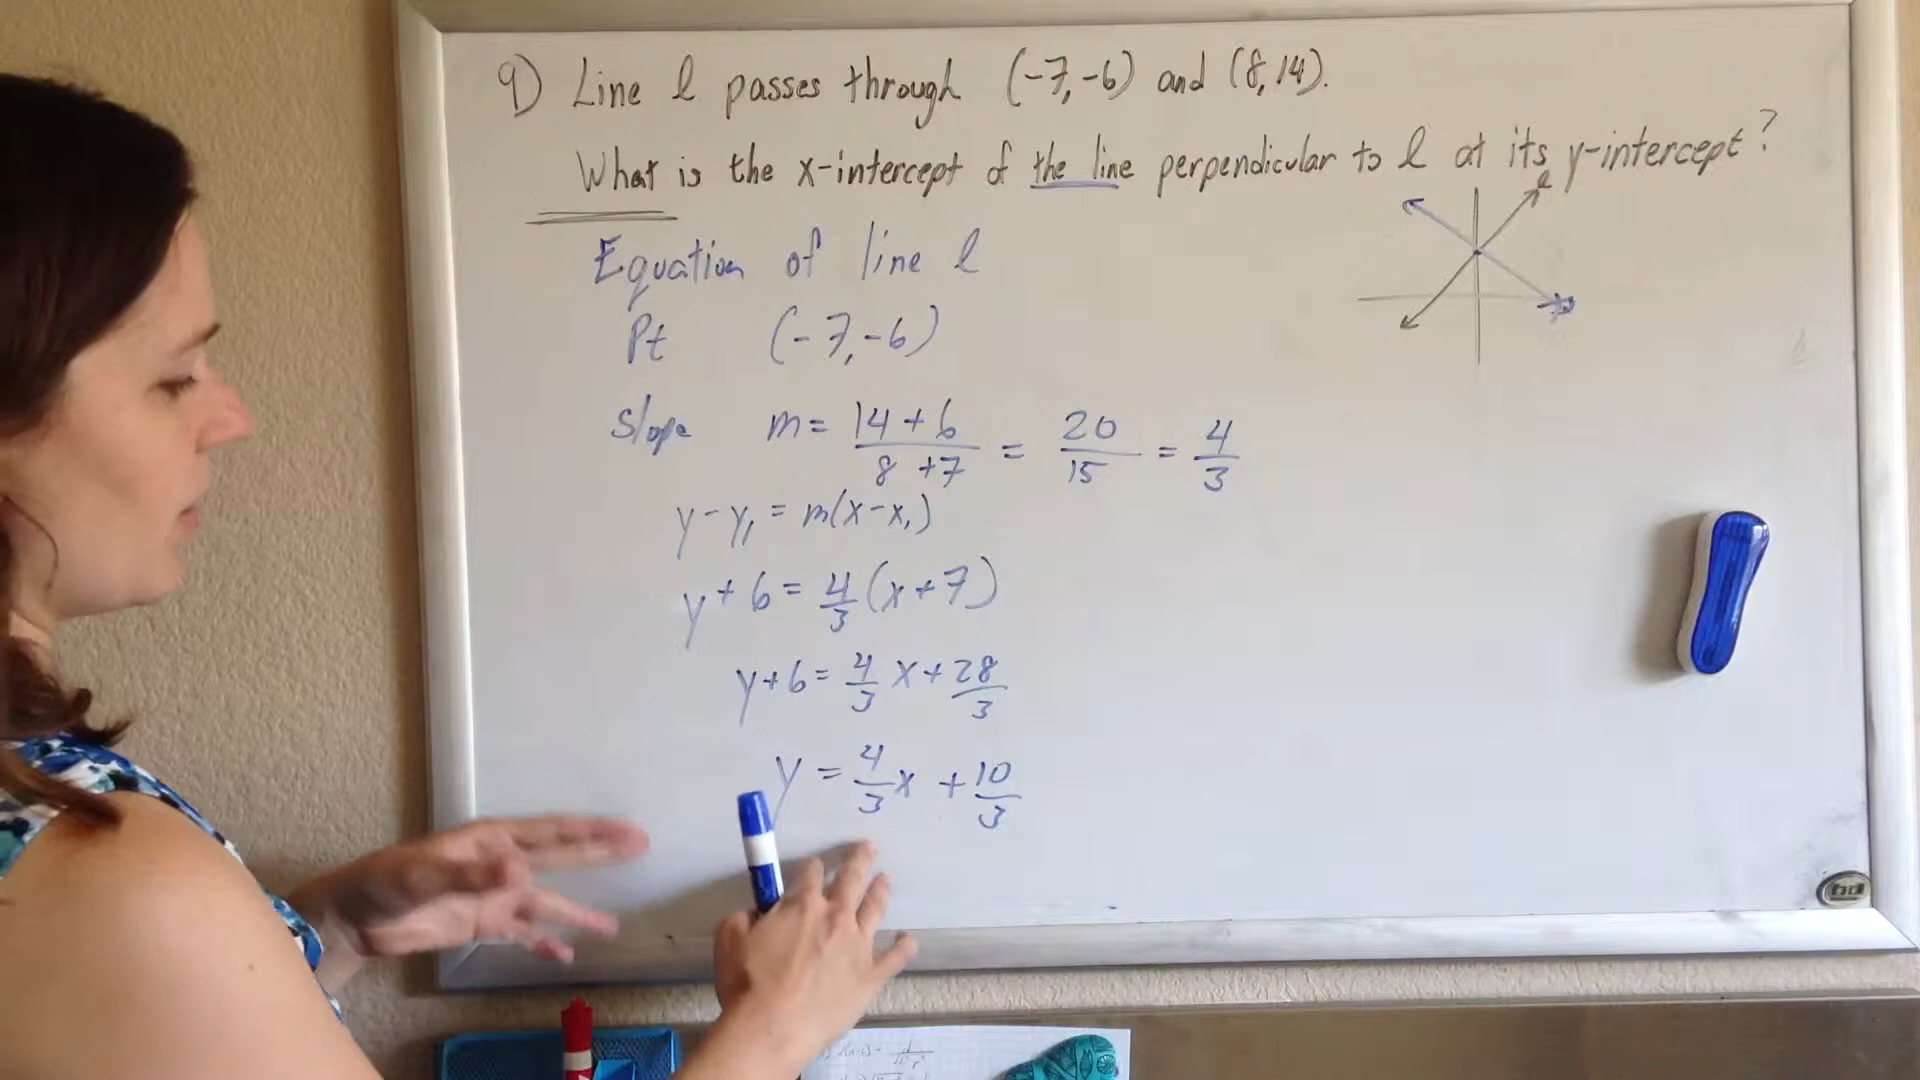 9) Line l passes through (-7,-6) and (8,14).
What is the x-intercept of the line perpendicular to l at its y-intercept?
l
Equation of line l
Pt (-7,-6)
Slope m = 14 + 6 / 8 + 7 = 20 / 15 = 4 / 3
y - y₁ = m(x - x₁)
y + 6 = 4/3 (x + 7)
y + 6 = 4/3 x + 28/3
y = 4/3 x + 10/3